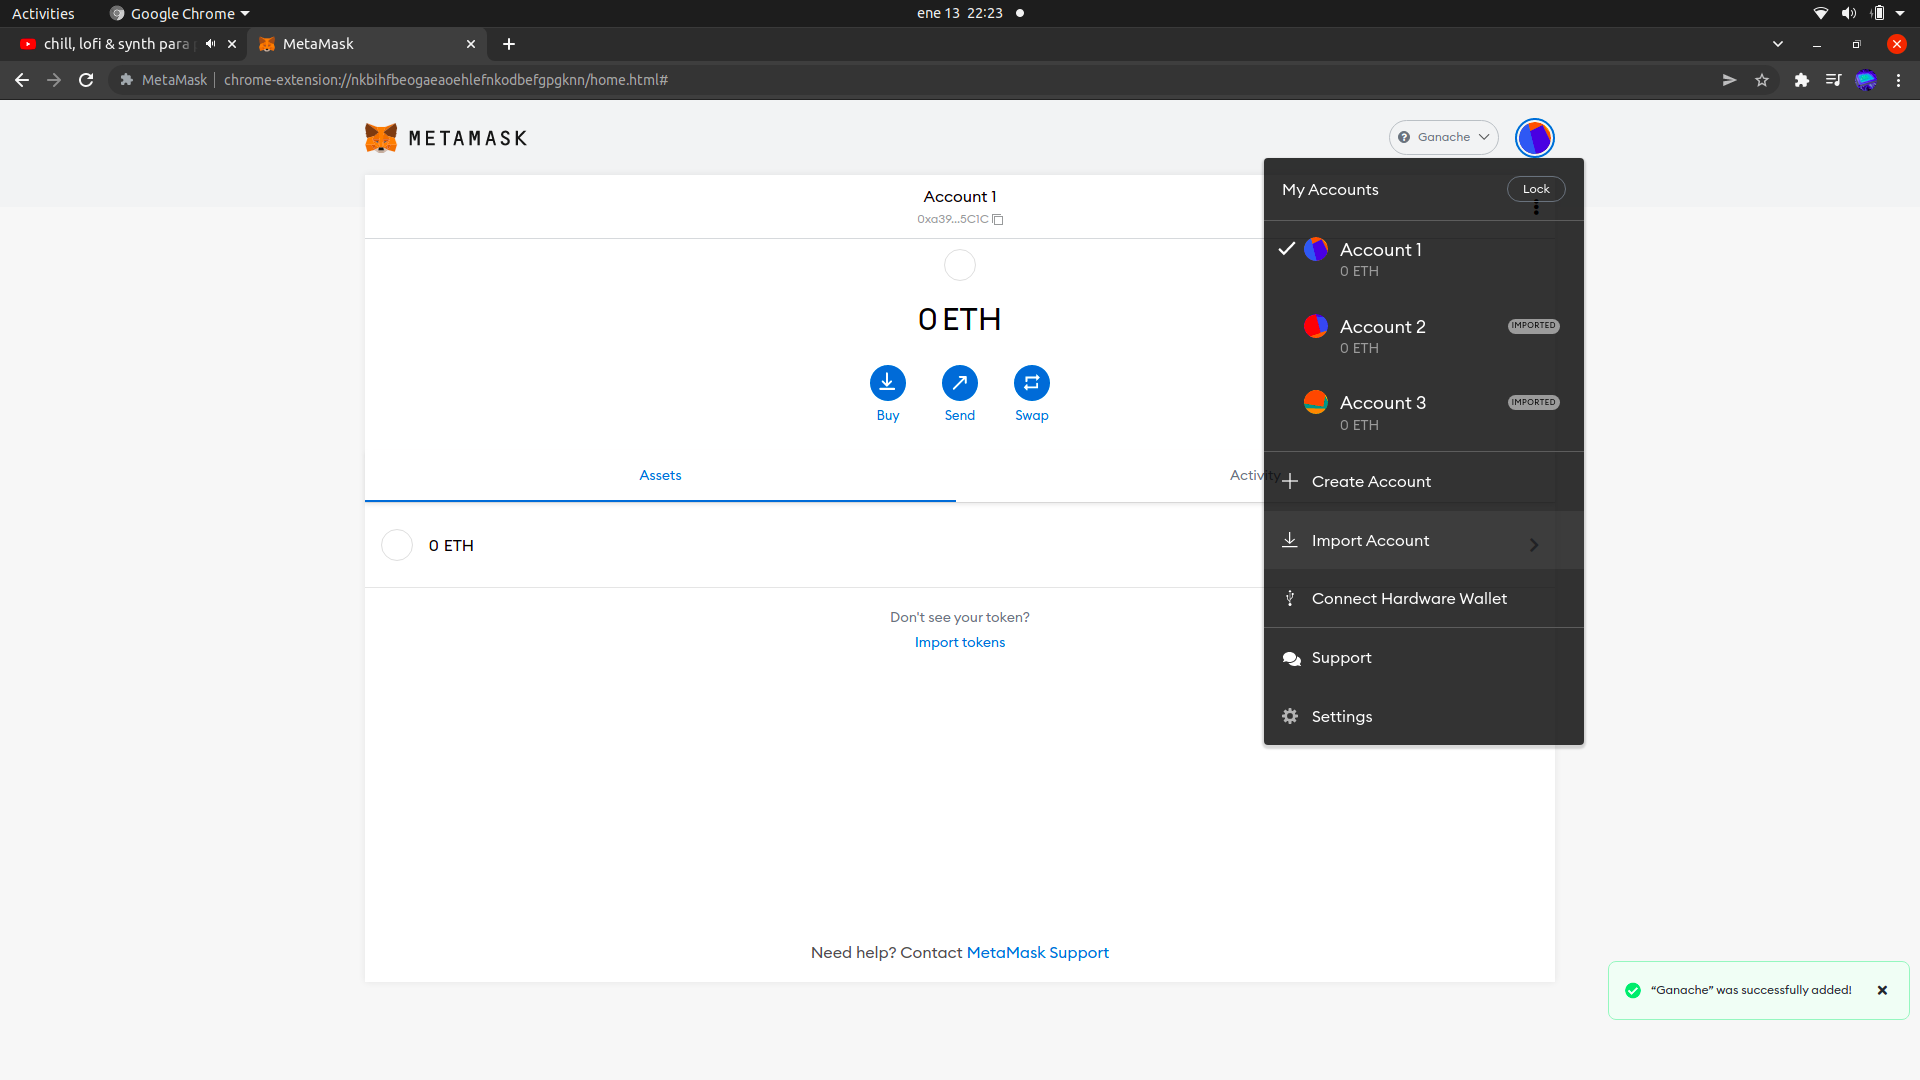 Activities Google Chrome ene 13 22:23
chill, lofi & synth para MetaMask
MetaMask chrome-extension://nkbihfbeogaeaoehlefnkodbefgpgknn/home.html#
METAMASK
Ganache
My Accounts Lock
Account 1
0xa39...5C1C
Account 1
0 ETH
0 ETH
Account 2 IMPORTED
0 ETH
Buy Send Swap
Account 3 IMPORTED
0 ETH
Assets Activity
Create Account
Import Account
0 ETH
Connect Hardware Wallet
Don't see your token?
Import tokens
Support
Settings
Need help? Contact MetaMask Support
“Ganache” was successfully added!